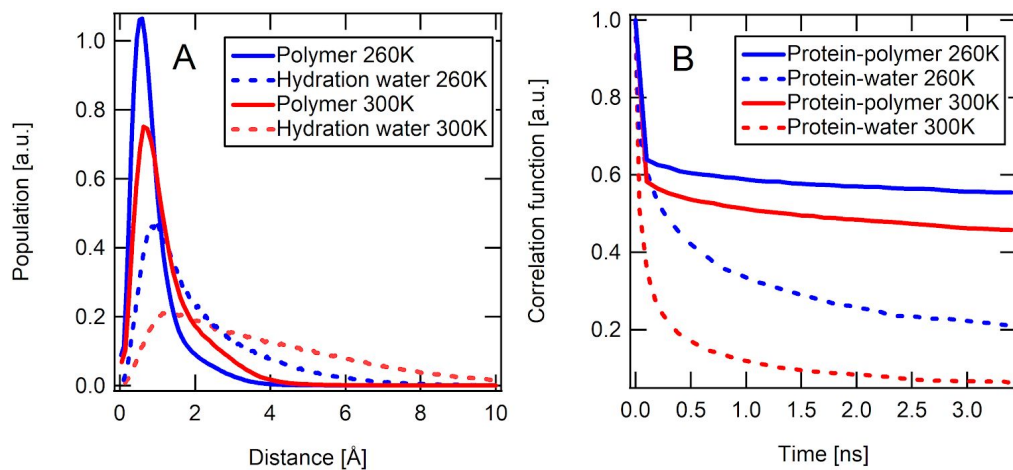 A
Polymer 260K
Hydration water 260K
Polymer 300K
Hydration water 300K
Population [a.u.]
1.0
0.8
0.6
0.4
0.2
0.0
0 2 4 6 8 10
Distance [Å]
B
Protein-polymer 260K
Protein-water 260K
Protein-polymer 300K
Protein-water 300K
Correlation function [a.u.]
1.0
0.8
0.6
0.4
0.2
0.0 0.5 1.0 1.5 2.0 2.5 3.0
Time [ns]